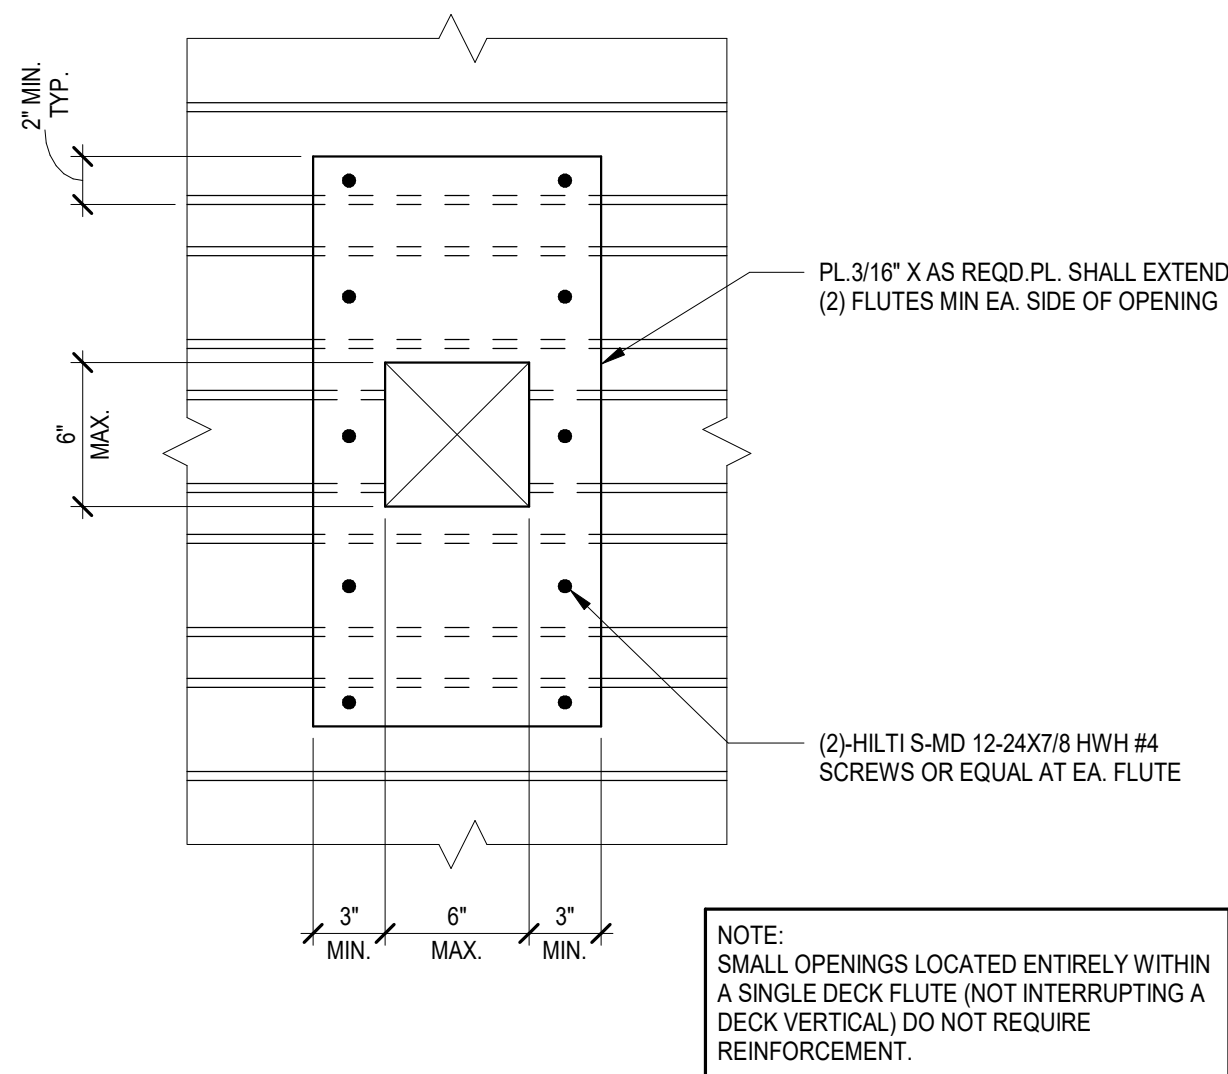 2" MIN.
TYP.
PL.3/16" X AS REQD.PL. SHALL EXTEND
(2) FLUTES MIN EA. SIDE OF OPENING
6"
MAX.
(2)-HILTI S-MD 12-24X7/8 HWH #4
SCREWS OR EQUAL AT EA. FLUTE
3"
MIN.
6"
MAX.
3"
MIN.
NOTE:
SMALL OPENINGS LOCATED ENTIRELY WITHIN
A SINGLE DECK FLUTE (NOT INTERRUPTING A
DECK VERTICAL) DO NOT REQUIRE
REINFORCEMENT.